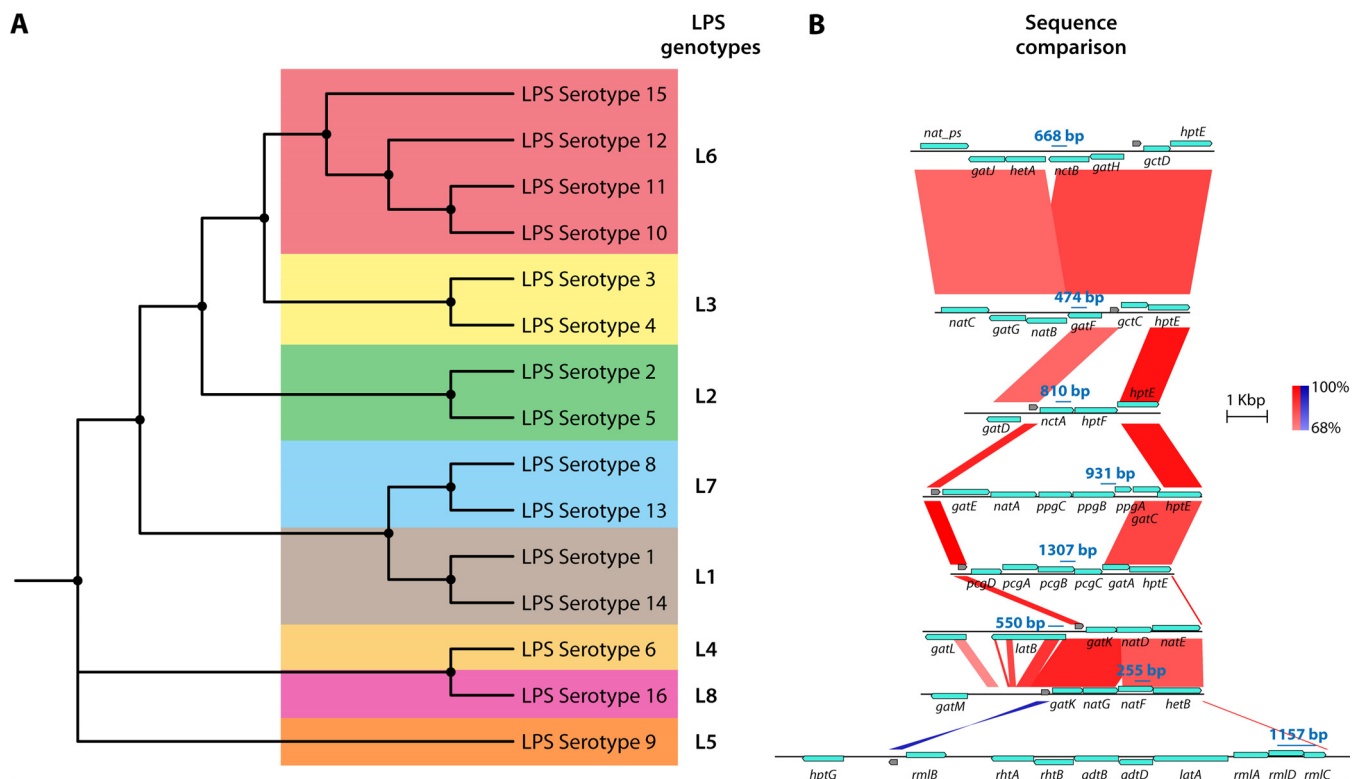 A
LPS
genotypes
LPS Serotype 15
LPS Serotype 12
L6
LPS Serotype 11
LPS Serotype 10
LPS Serotype 3
L3
LPS Serotype 4
LPS Serotype 2
L2
LPS Serotype 5
LPS Serotype 8
L7
LPS Serotype 13
LPS Serotype 1
L1
LPS Serotype 14
LPS Serotype 6
L4
LPS Serotype 16
L8
LPS Serotype 9
L5
B
Sequence
comparison
nat_ps 668 bp hptE
gatJ hetA nctB gatH gctD
474 bp
natC gatG natB gatF gctC hptE
810 bp hptE
gatD nctA hptF
931 bp
gatE natA ppgC ppgB ppgA hptE
gatC
1307 bp
pcgD pcgA pcgB pcgC gatA hptE
550 bp
gatL latB gatK natD natE
255 bp
gatM gatK natG natF hetB
1157 bp
hptG rmlB rhtA rhtB adtB adtD latA rmlA rmlD rmlC
1 Kbp
100%
68%